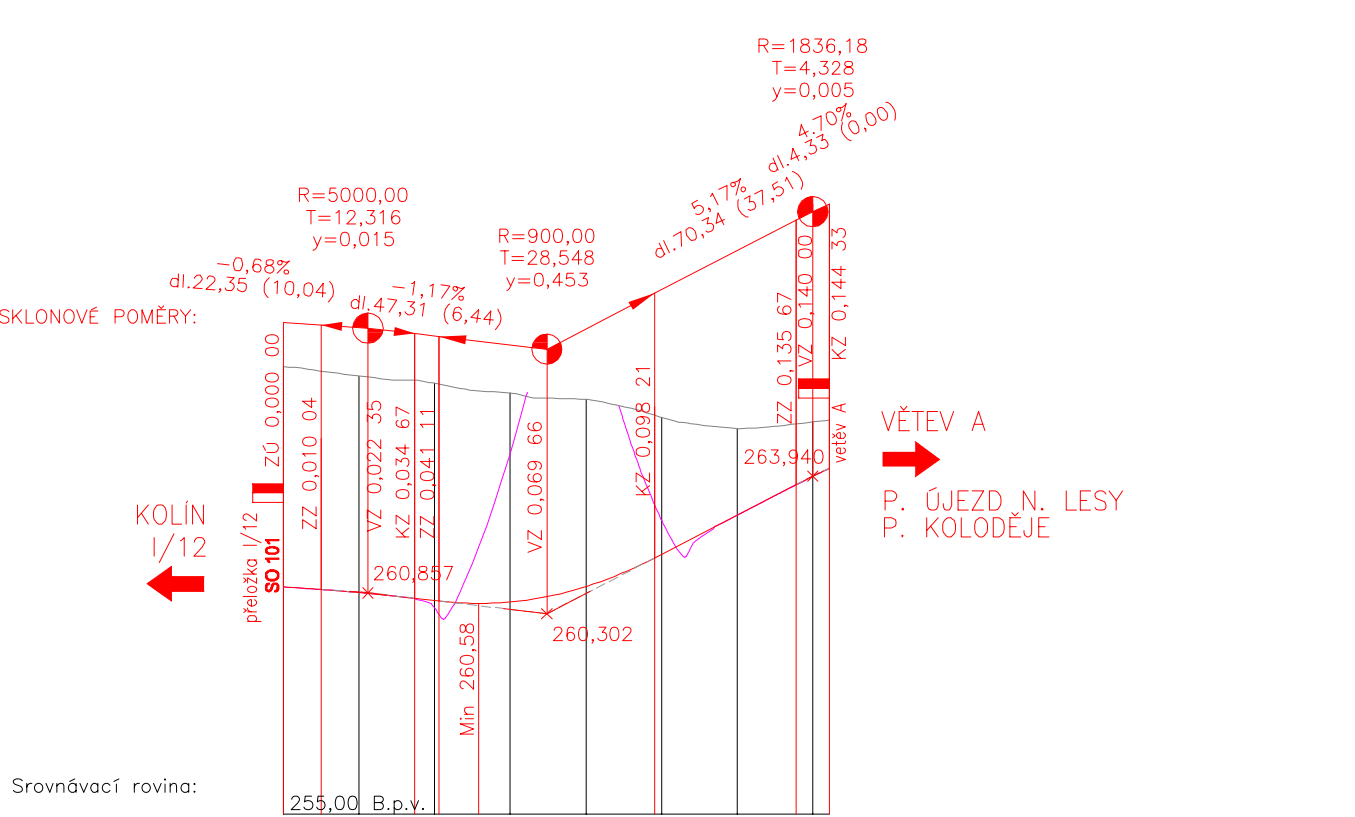 R=1836,18
T=4,328
y=0,005
4.70%
dl.4,33 (0,00)
5,17%
dl.70,34 (37,51)
R=5000,00
T=12,316
y=0,015
R=900,00
T=28,548
y=0,453
-0,68%
dl.22,35 (10,04)
-1,17%
dl.47,31 (6,44)
SKLONOVÉ POMĚRY:
ZÚ 0,000 00
ZZ 0,010 04
VZ 0,022 35
KZ 0,034 67
ZZ 0,041 11
VZ 0,069 66
KZ 0,098 21
ZZ 0,135 67
VZ 0,140 00
KZ 0,144 33
větev A
VĚTEV A
263,940
P. ÚJEZD N. LESY
P. KOLODĚJE
KOLÍN
I/12
přeložka I/12
SO 101
260,857
260,302
Min 260,58
Srovnávací rovina:
255,00 B.p.v.